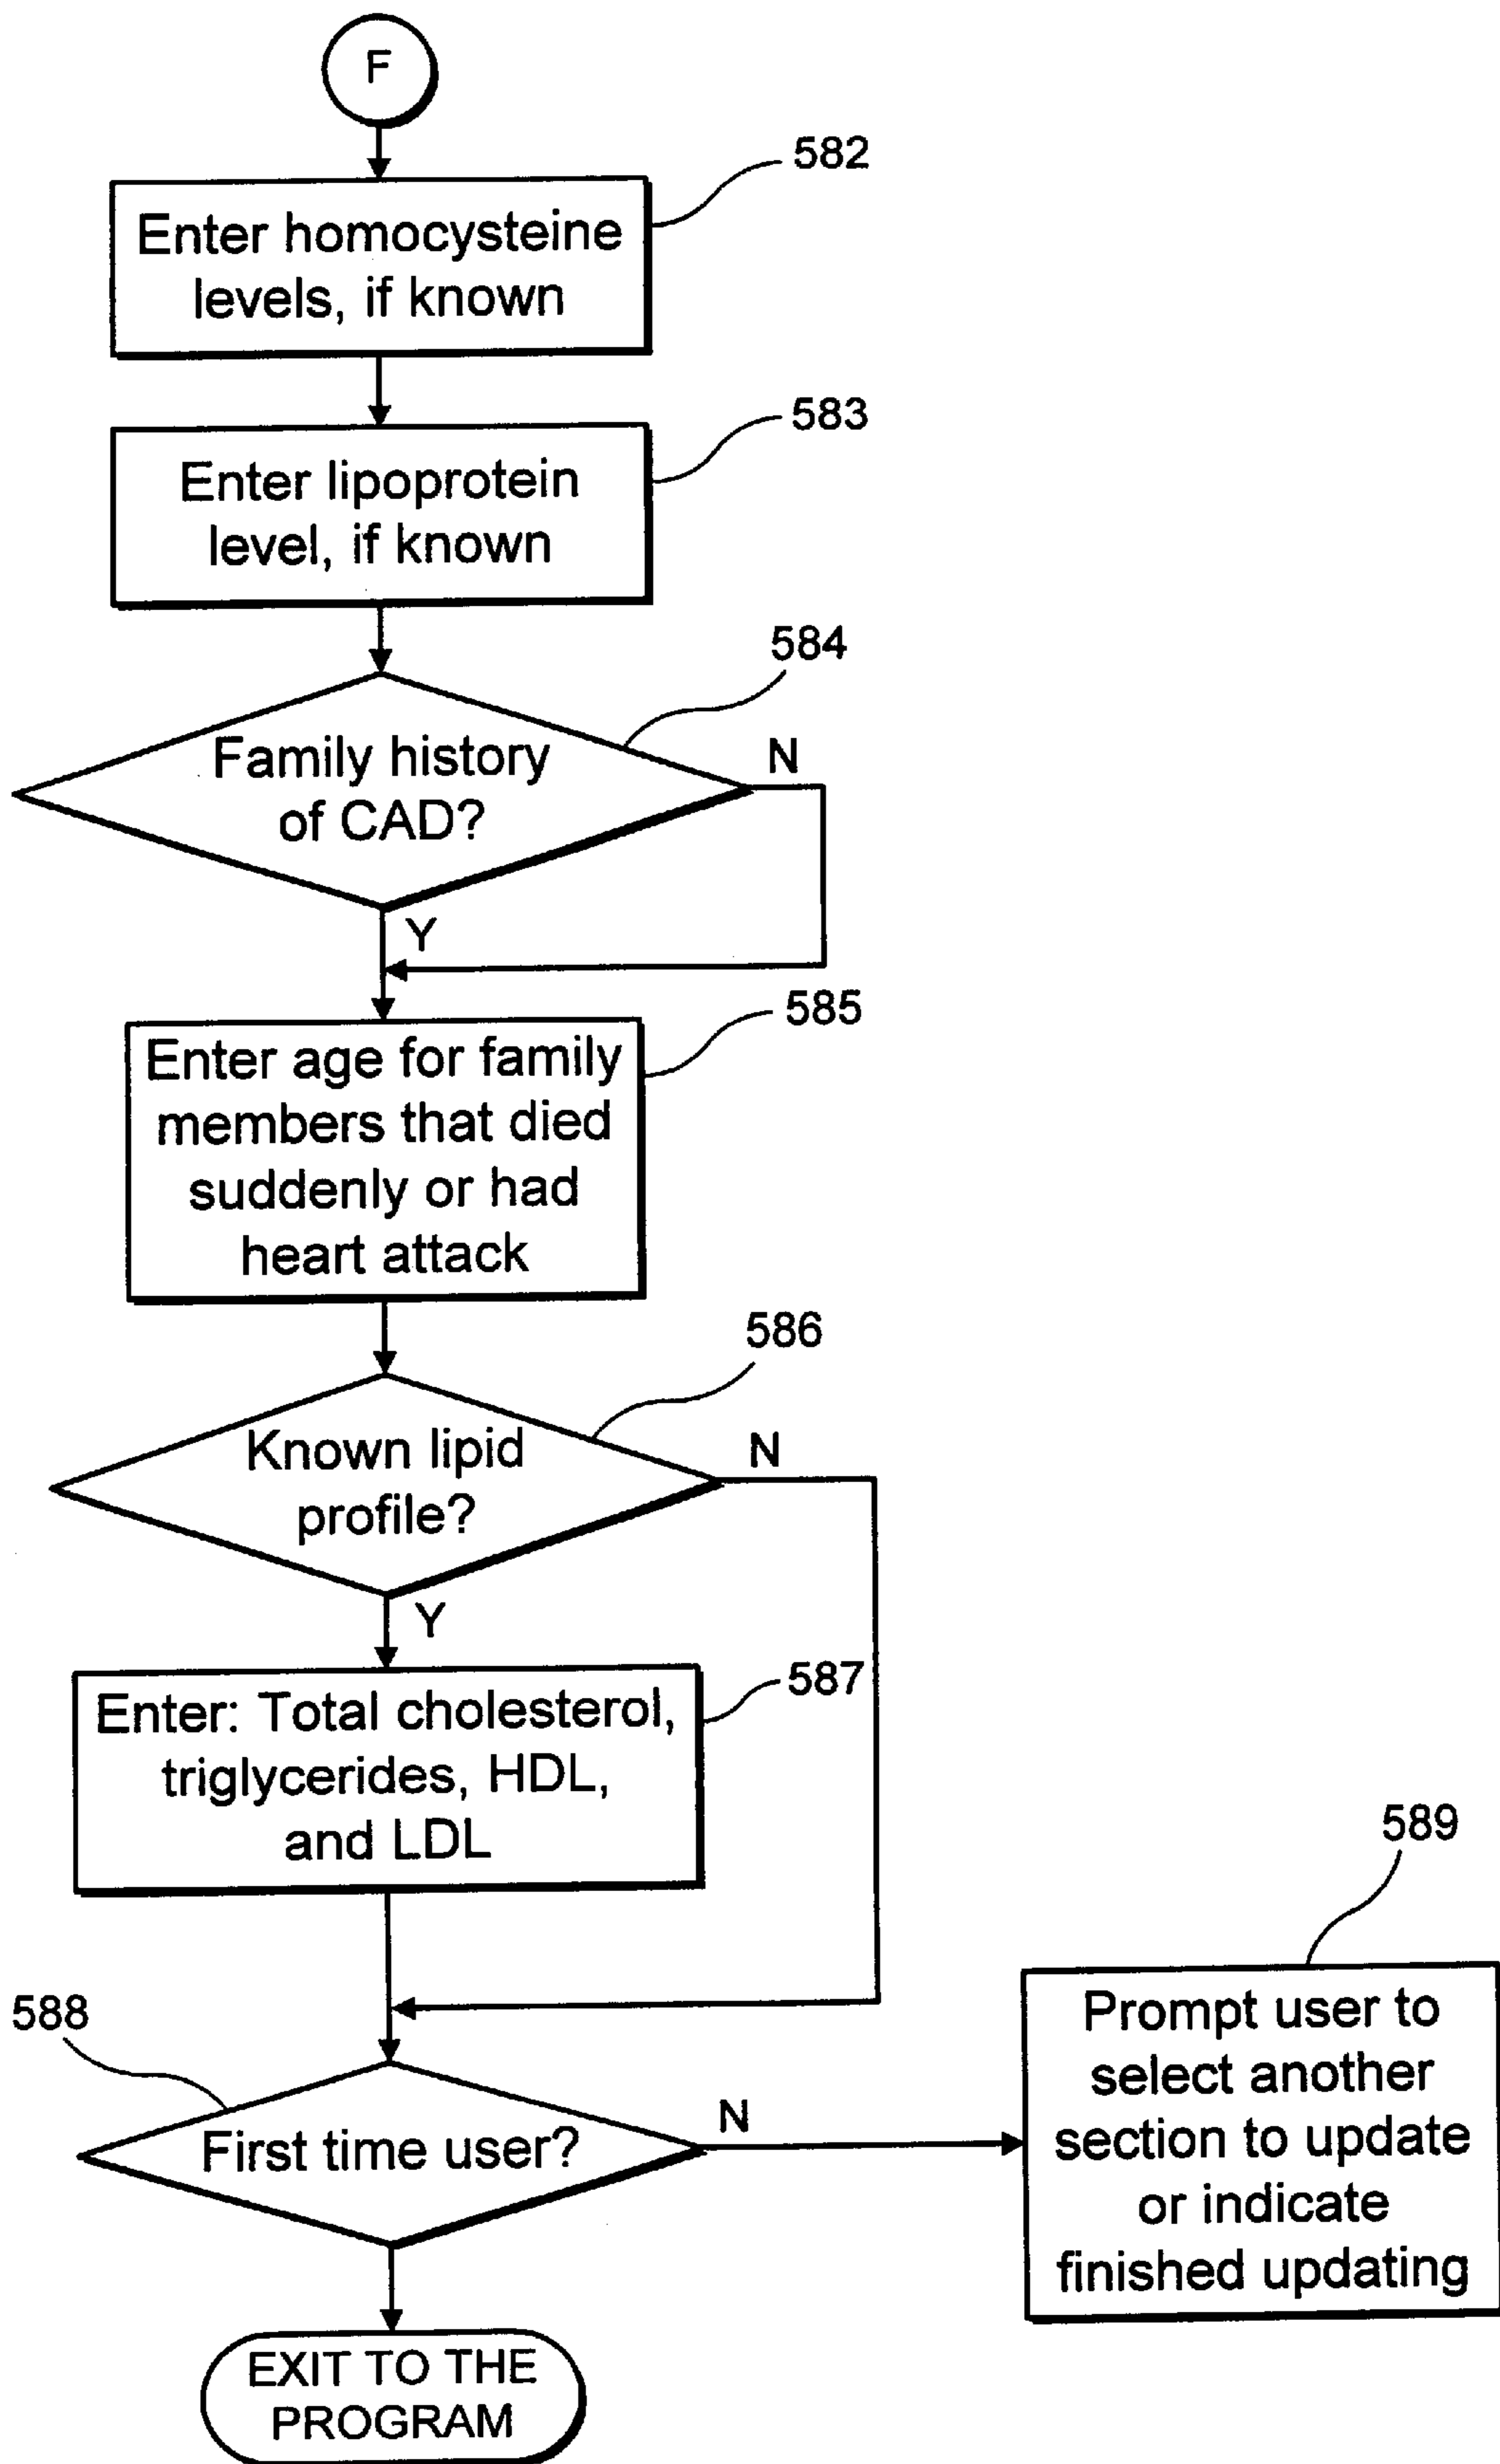 F
582
Enter homocysteine
levels, if known
583
Enter lipoprotein
level, if known
584
Family history
of CAD?
N
Y
585
Enter age for family
members that died
suddenly or had
heart attack
586
Known lipid
profile?
N
Y
587
Enter: Total cholesterol,
triglycerides, HDL,
and LDL
588
First time user?
N
589
Prompt user to
select another
section to update
or indicate
finished updating
EXIT TO THE
PROGRAM